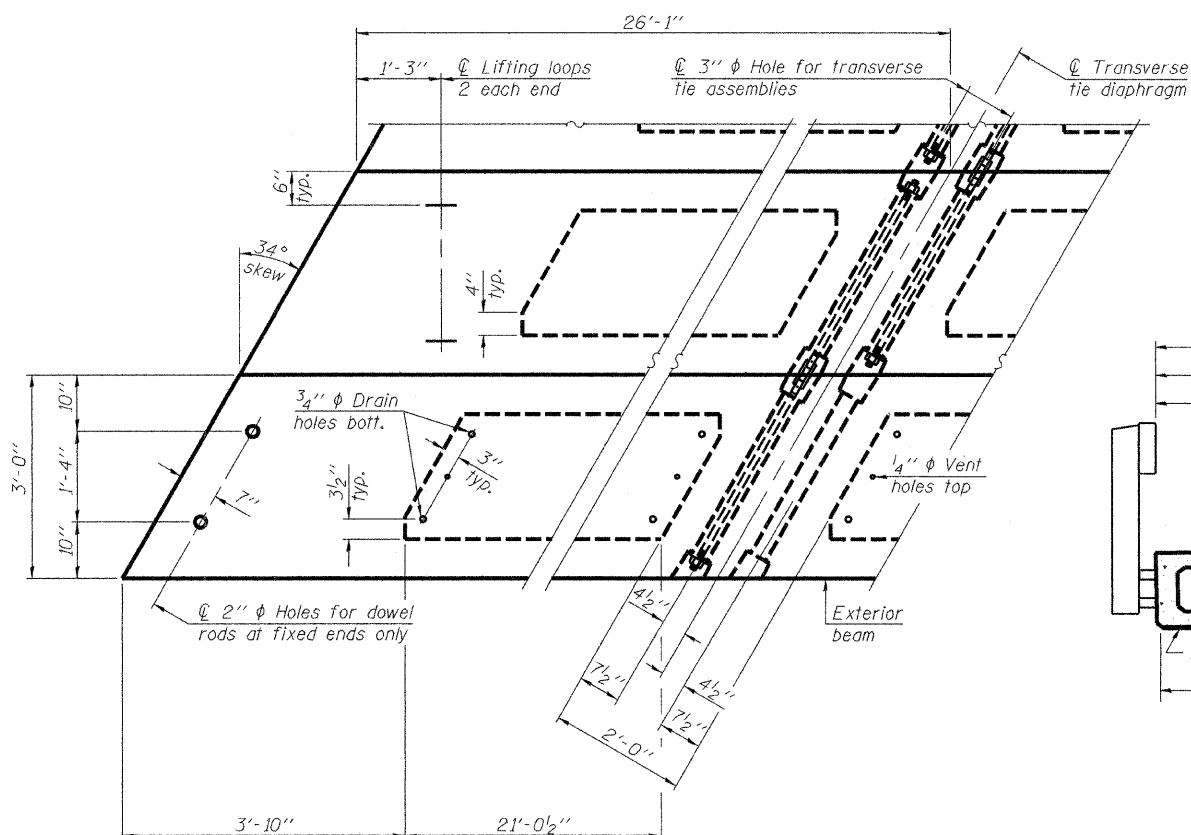 26'-1"
1'-3"
℄ Lifting loops
2 each end
℄ 3" ϕ Hole for transverse
tie assemblies
℄ Transverse
tie diaphragm
6"
typ.
34°
skew
4"
typ.
3/4" ϕ Drain
holes bott.
3"
typ.
3 1/2"
typ.
1/4" ϕ Vent
holes top
3'-0"
10"
1'-4"
10"
7"
℄ 2" ϕ Holes for dowel
rods at fixed ends only
Exterior
beam
4 1/2"
7 1/2"
4 1/2"
7 1/2"
2'-0"
3'-10"
21'-0 1/2"